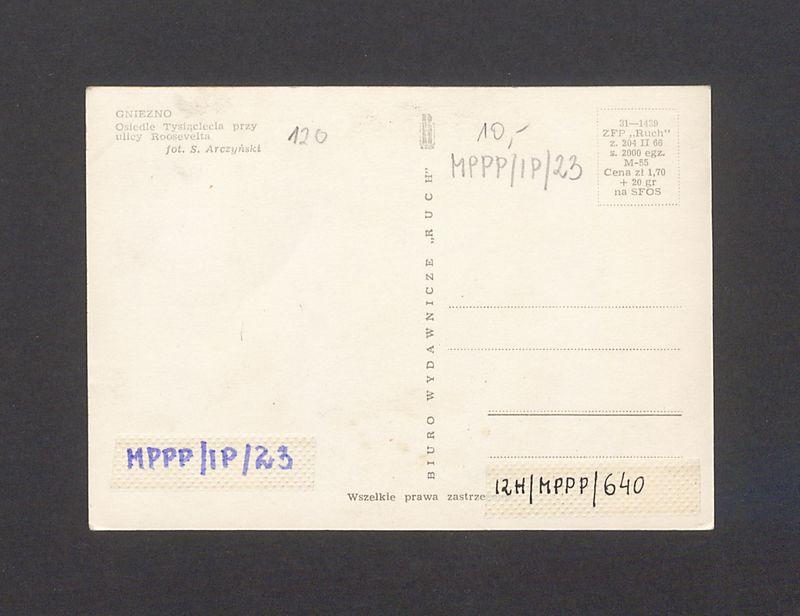 GNIEZNO
Osiedle Tysiąclecia przy
ulicy Roosevelta
fot. S. Arczyński
120
10,-
MPPP/IP/23
31—1439
ZFP „Ruch”
z. 204 II 66
s. 2000 egz.
M-55
Cena zł 1,70
+ 20 gr
na SFOS
BIURO WYDAWNICZE „RUCH”
MPPP/IP/23
12H/MPPP/640
Wszelkie prawa zastrze